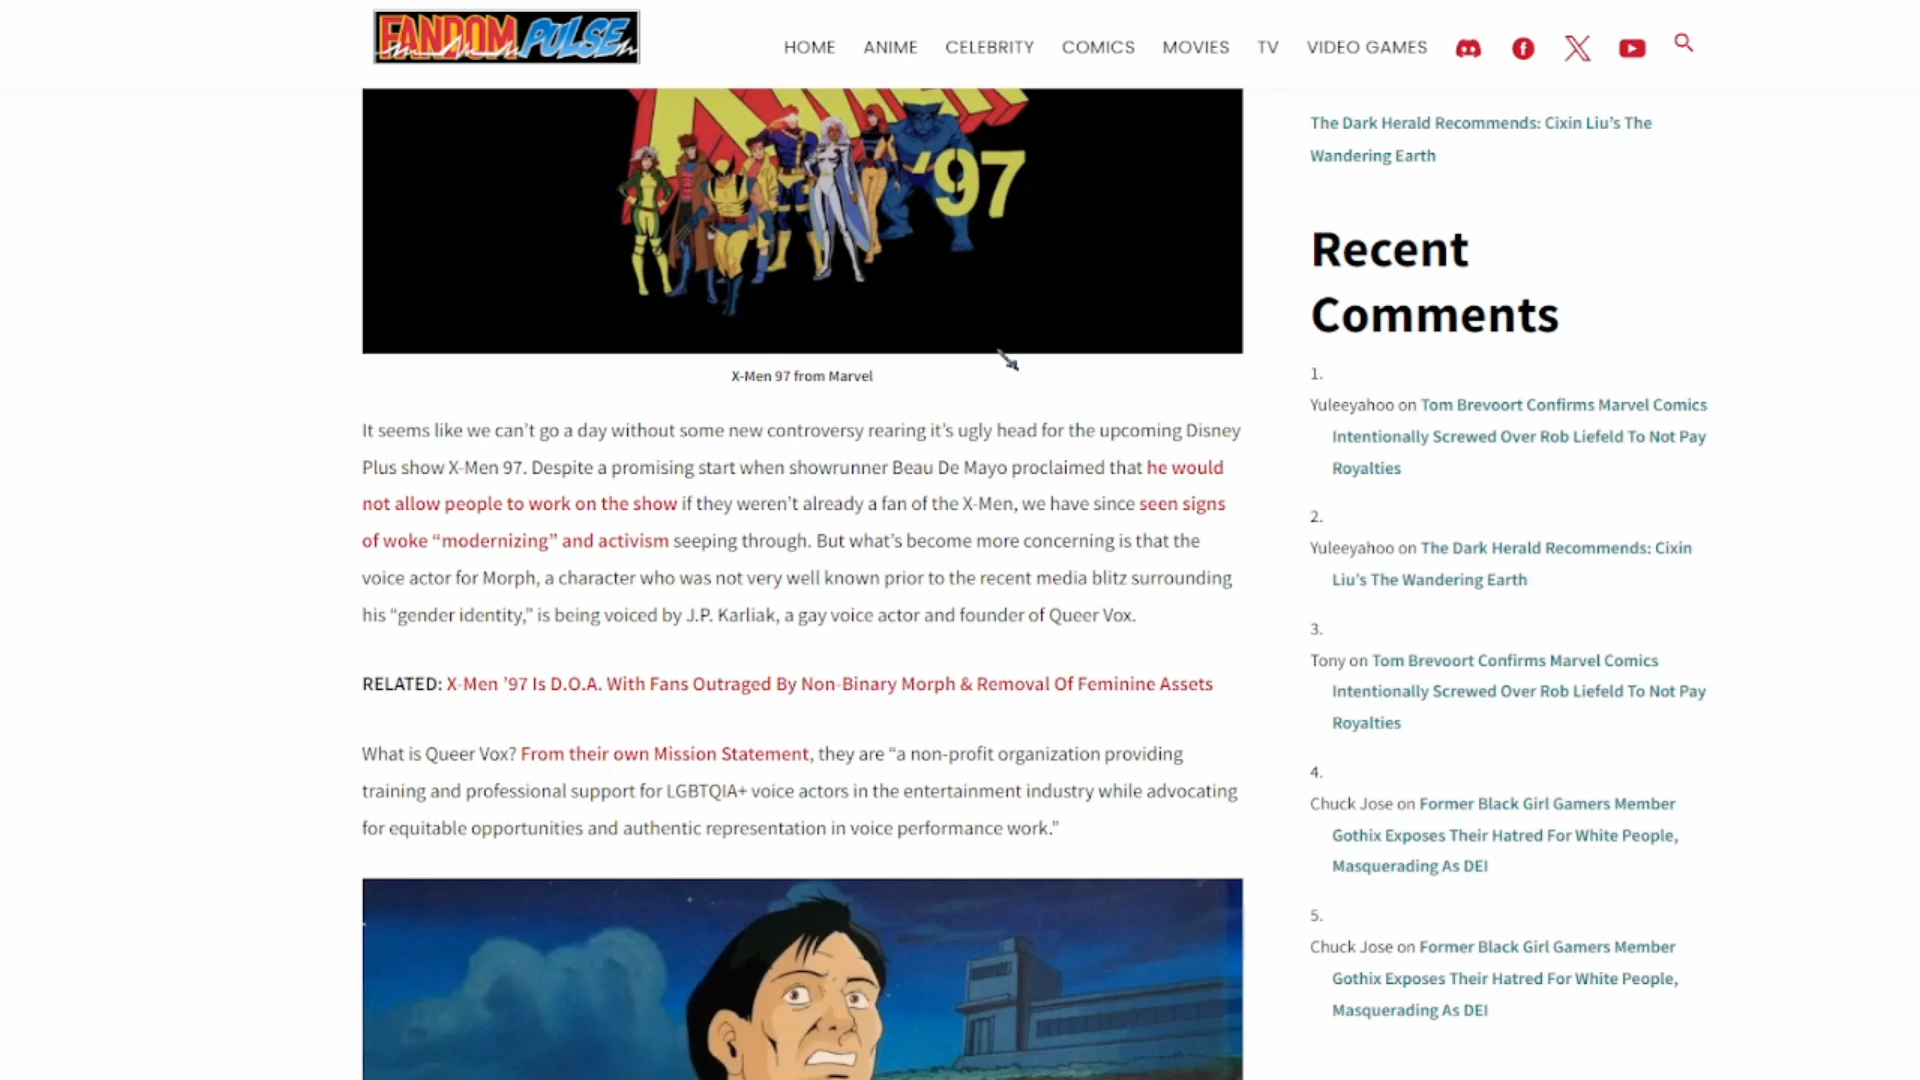 FANDOM PULSE
HOME
ANIME
CELEBRITY
COMICS
MOVIES
TV
VIDEO GAMES
X-MEN
'97
X-Men 97 from Marvel
It seems like we can’t go a day without some new controversy rearing it’s ugly head for the upcoming Disney
Plus show X-Men 97. Despite a promising start when showrunner Beau De Mayo proclaimed that he would
not allow people to work on the show if they weren’t already a fan of the X-Men, we have since seen signs
of woke “modernizing” and activism seeping through. But what’s become more concerning is that the
voice actor for Morph, a character who was not very well known prior to the recent media blitz surrounding
his “gender identity,” is being voiced by J.P. Karliak, a gay voice actor and founder of Queer Vox.
RELATED: X-Men ’97 Is D.O.A. With Fans Outraged By Non-Binary Morph & Removal Of Feminine Assets
What is Queer Vox? From their own Mission Statement, they are “a non-profit organization providing
training and professional support for LGBTQIA+ voice actors in the entertainment industry while advocating
for equitable opportunities and authentic representation in voice performance work.”
The Dark Herald Recommends: Cixin Liu’s The
Wandering Earth
Recent
Comments
1.
Yuleeyahoo on Tom Brevoort Confirms Marvel Comics
Intentionally Screwed Over Rob Liefeld To Not Pay
Royalties
2.
Yuleeyahoo on The Dark Herald Recommends: Cixin
Liu’s The Wandering Earth
3.
Tony on Tom Brevoort Confirms Marvel Comics
Intentionally Screwed Over Rob Liefeld To Not Pay
Royalties
4.
Chuck Jose on Former Black Girl Gamers Member
Gothix Exposes Their Hatred For White People,
Masquerading As DEI
5.
Chuck Jose on Former Black Girl Gamers Member
Gothix Exposes Their Hatred For White People,
Masquerading As DEI